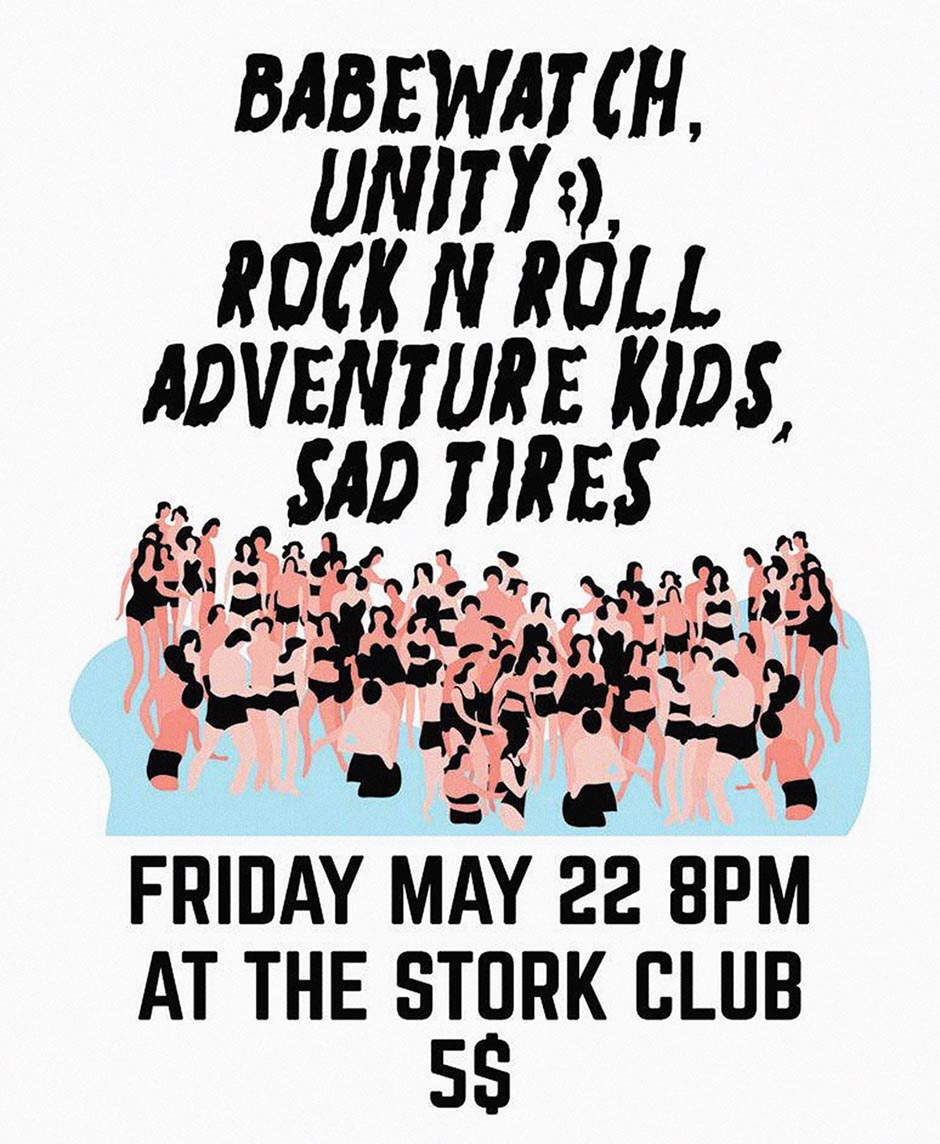 BABEWATCH,
UNITY :),
ROCK N ROLL
ADVENTURE KIDS,
SAD TIRES
FRIDAY MAY 22 8PM
AT THE STORK CLUB
5$